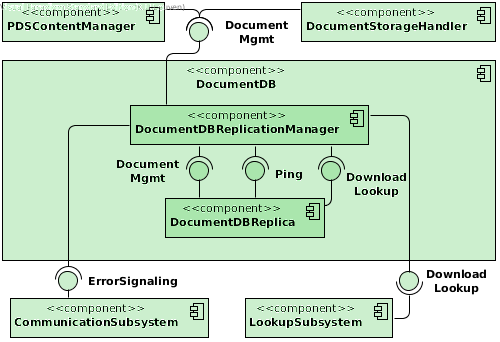 <<component>>
PDSContentManager
Document
Mgmt
<<component>>
DocumentStorageHandler
<<component>>
DocumentDB
<<component>>
DocumentDBReplicationManager
Document
Mgmt
Ping
Download
Lookup
<<component>>
DocumentDBReplica
ErrorSignaling
Download
Lookup
<<component>>
CommunicationSubsystem
<<component>>
LookupSubsystem